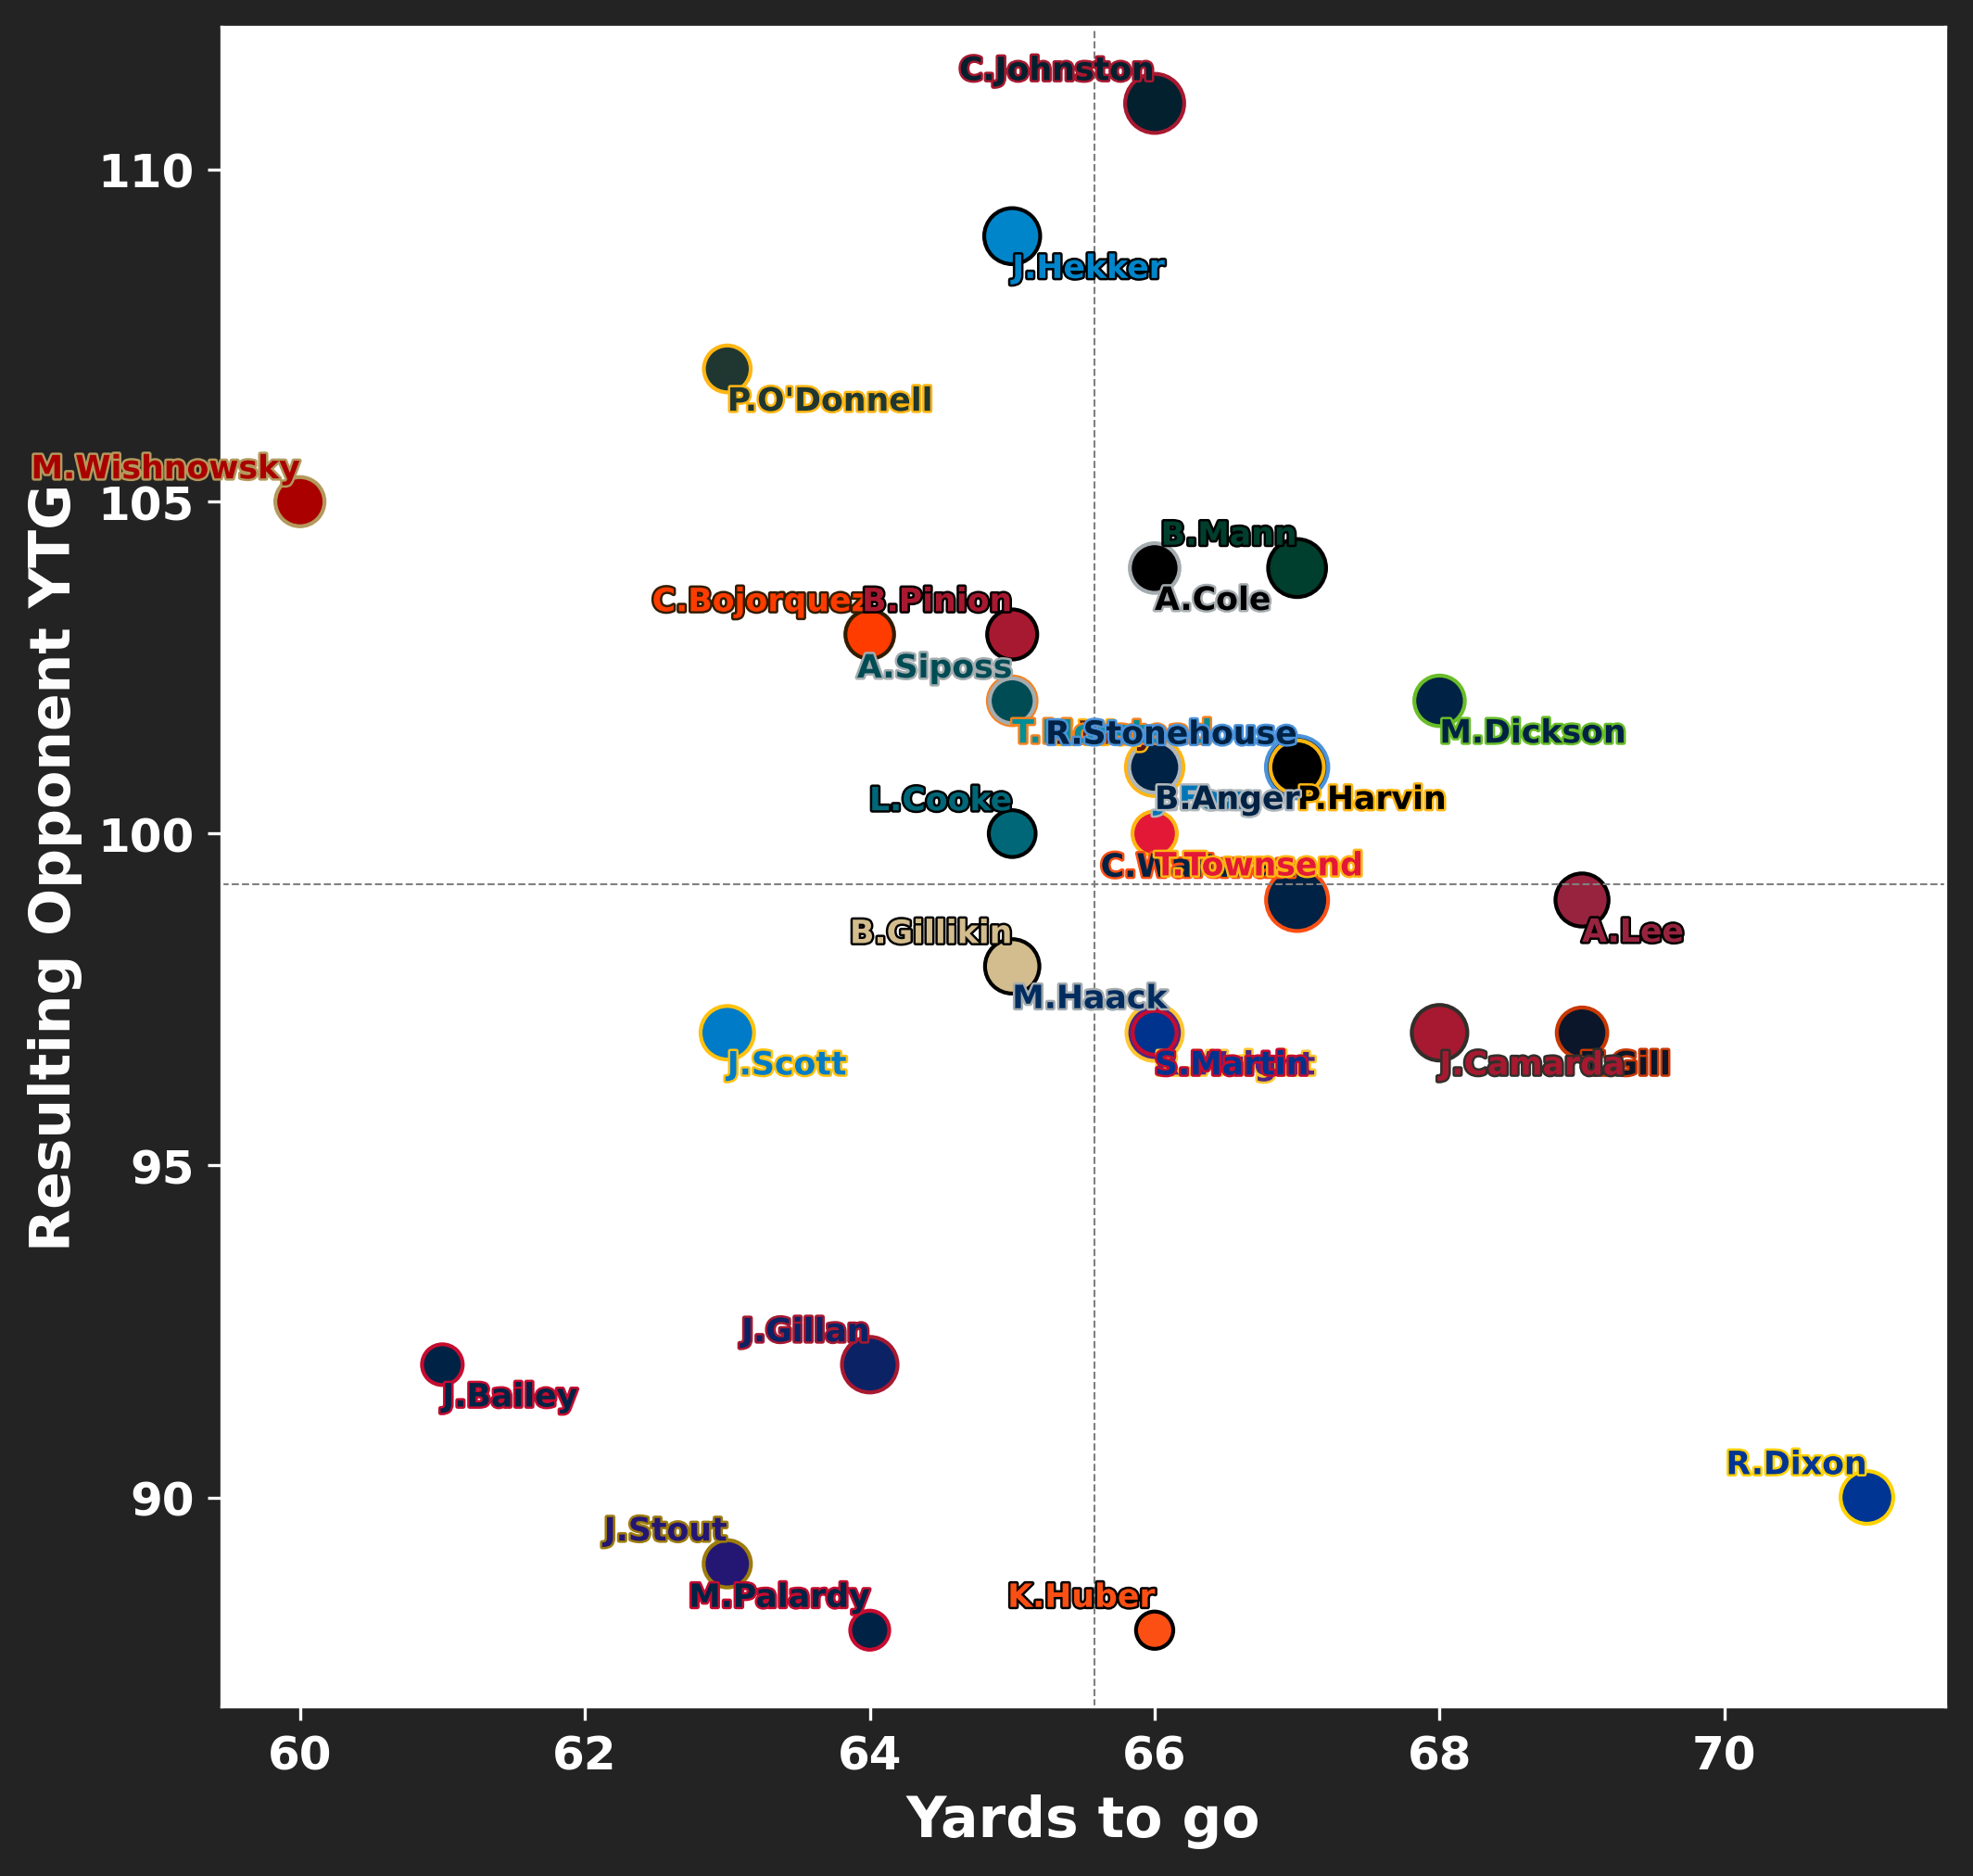 C.Johnston
110
J.Hekker
P.O'Donnell
M.Wishnowsky
105
B.Mann
A.Cole
C.Bojorquez
B.Pinion
A.Siposs
R.Stonehouse
M.Dickson
L.Cooke
B.Anger
P.Harvin
100
T.Townsend
B.Gillikin
A.Lee
M.Haack
J.Scott
S.Martin
J.Camarda
Gill
95
J.Gillan
J.Bailey
R.Dixon
90
J.Stout
M.Palardy
K.Huber
Resulting Opponent YTG
60 62 64 66 68 70
Yards to go